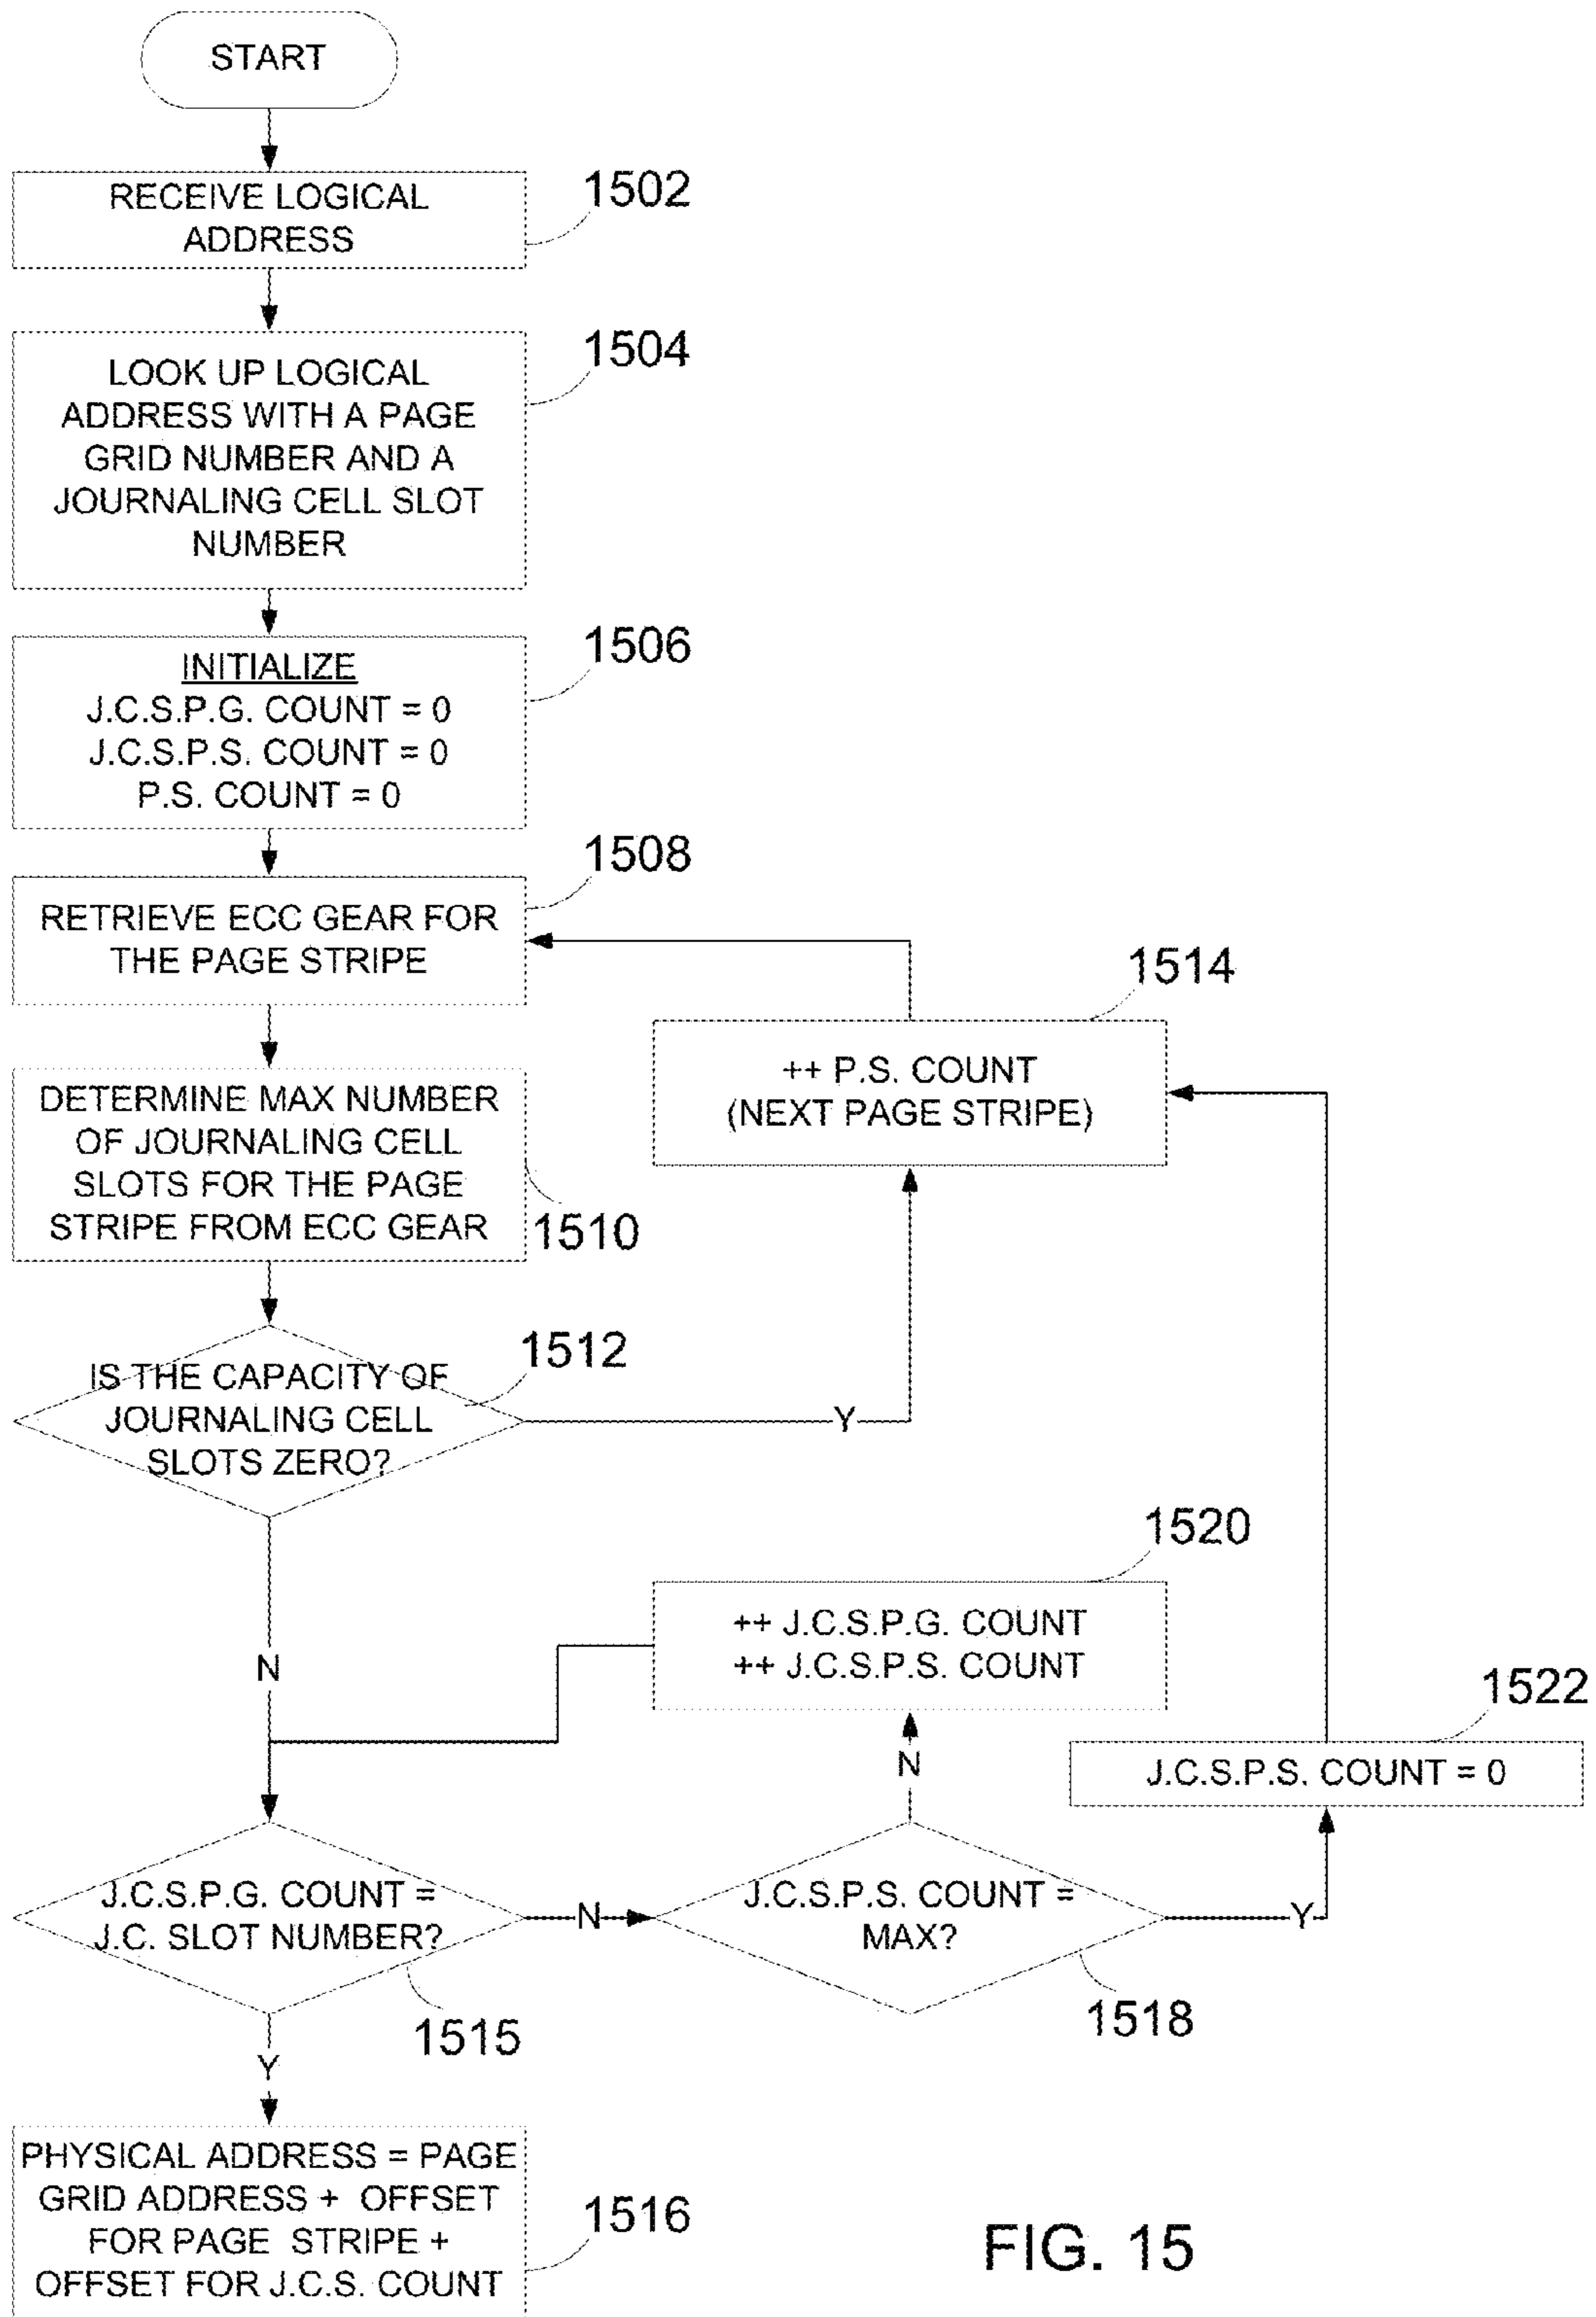 START
RECEIVE LOGICAL
ADDRESS
1502
LOOK UP LOGICAL
ADDRESS WITH A PAGE
GRID NUMBER AND A
JOURNALING CELL SLOT
NUMBER
1504
INITIALIZE
J.C.S.P.G. COUNT = 0
J.C.S.P.S. COUNT = 0
P.S. COUNT = 0
1506
RETRIEVE ECC GEAR FOR
THE PAGE STRIPE
1508
++ P.S. COUNT
(NEXT PAGE STRIPE)
1514
DETERMINE MAX NUMBER
OF JOURNALING CELL
SLOTS FOR THE PAGE
STRIPE FROM ECC GEAR
1510
IS THE CAPACITY OF
JOURNALING CELL
SLOTS ZERO?
1512
Y
N
++ J.C.S.P.G. COUNT
++ J.C.S.P.S. COUNT
1520
J.C.S.P.S. COUNT = 0
1522
N
J.C.S.P.G. COUNT =
J.C. SLOT NUMBER?
1515
N
J.C.S.P.S. COUNT =
MAX?
1518
Y
Y
PHYSICAL ADDRESS = PAGE
GRID ADDRESS + OFFSET
FOR PAGE STRIPE +
OFFSET FOR J.C.S. COUNT
1516
FIG. 15